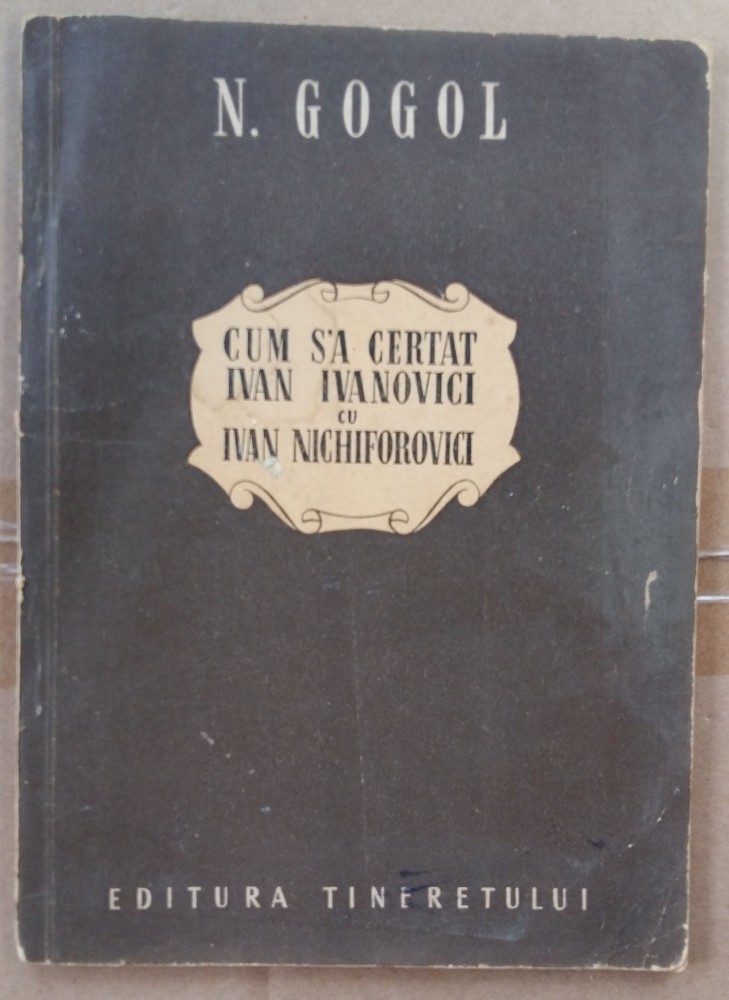 N. GOGOL
CUM S'A CERTAT
IVAN IVANOVICI
CU
IVAN NICHIFOROVICI
EDITURA TINERETULUI